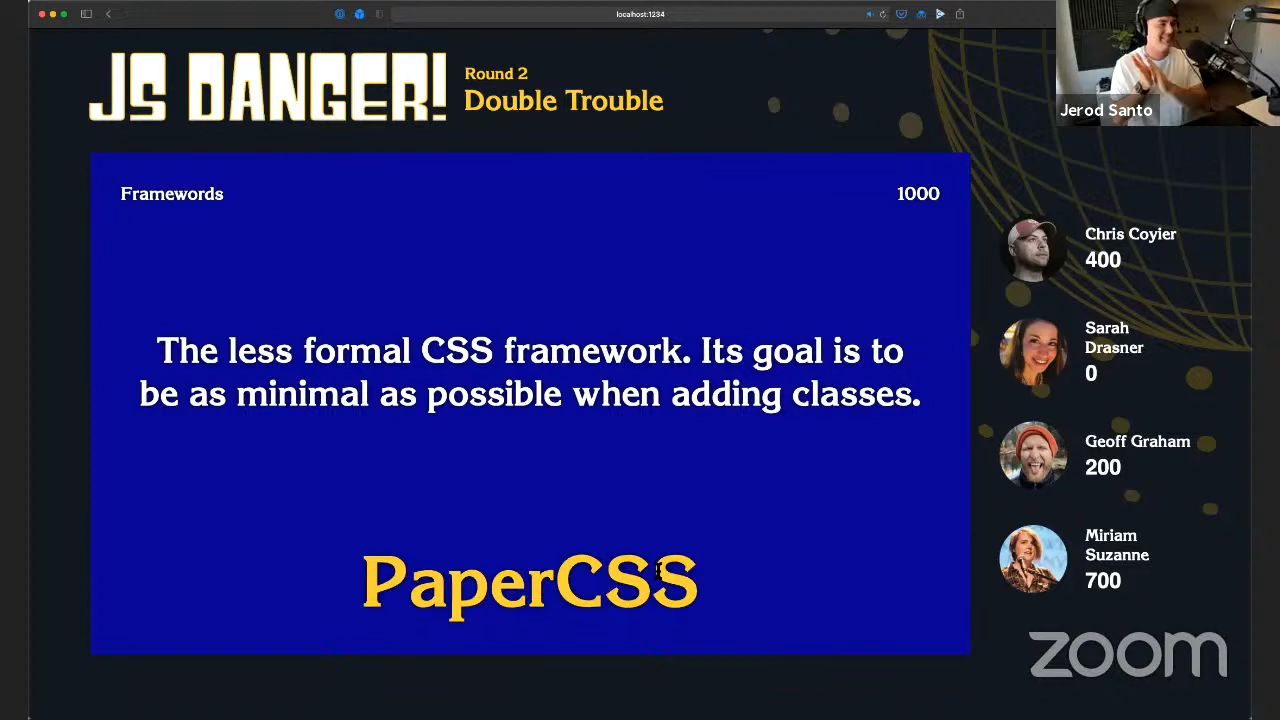 localhost:1234
JS DANGER!
Round 2
Double Trouble
Jerod Santo
Framewords
1000
The less formal CSS framework. Its goal is to
be as minimal as possible when adding classes.
PaperCSS
Chris Coyier
400
Sarah
Drasner
0
Geoff Graham
200
Miriam
Suzanne
700
zoom